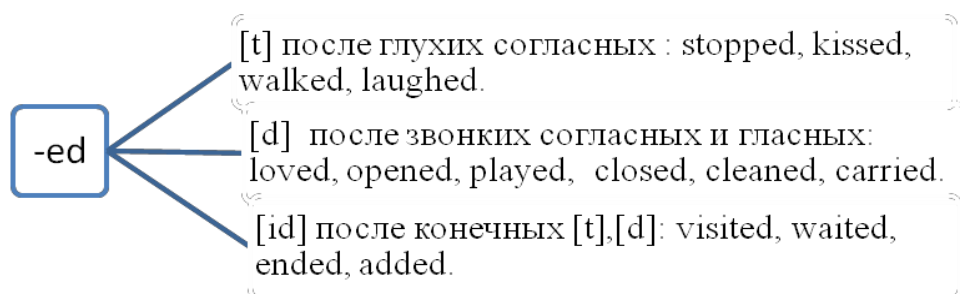 -ed
[t] после глухих согласных : stopped, kissed,
walked, laughed.
[d] после звонких согласных и гласных:
loved, opened, played, closed, cleaned, carried.
[id] после конечных [t],[d]: visited, waited,
ended, added.